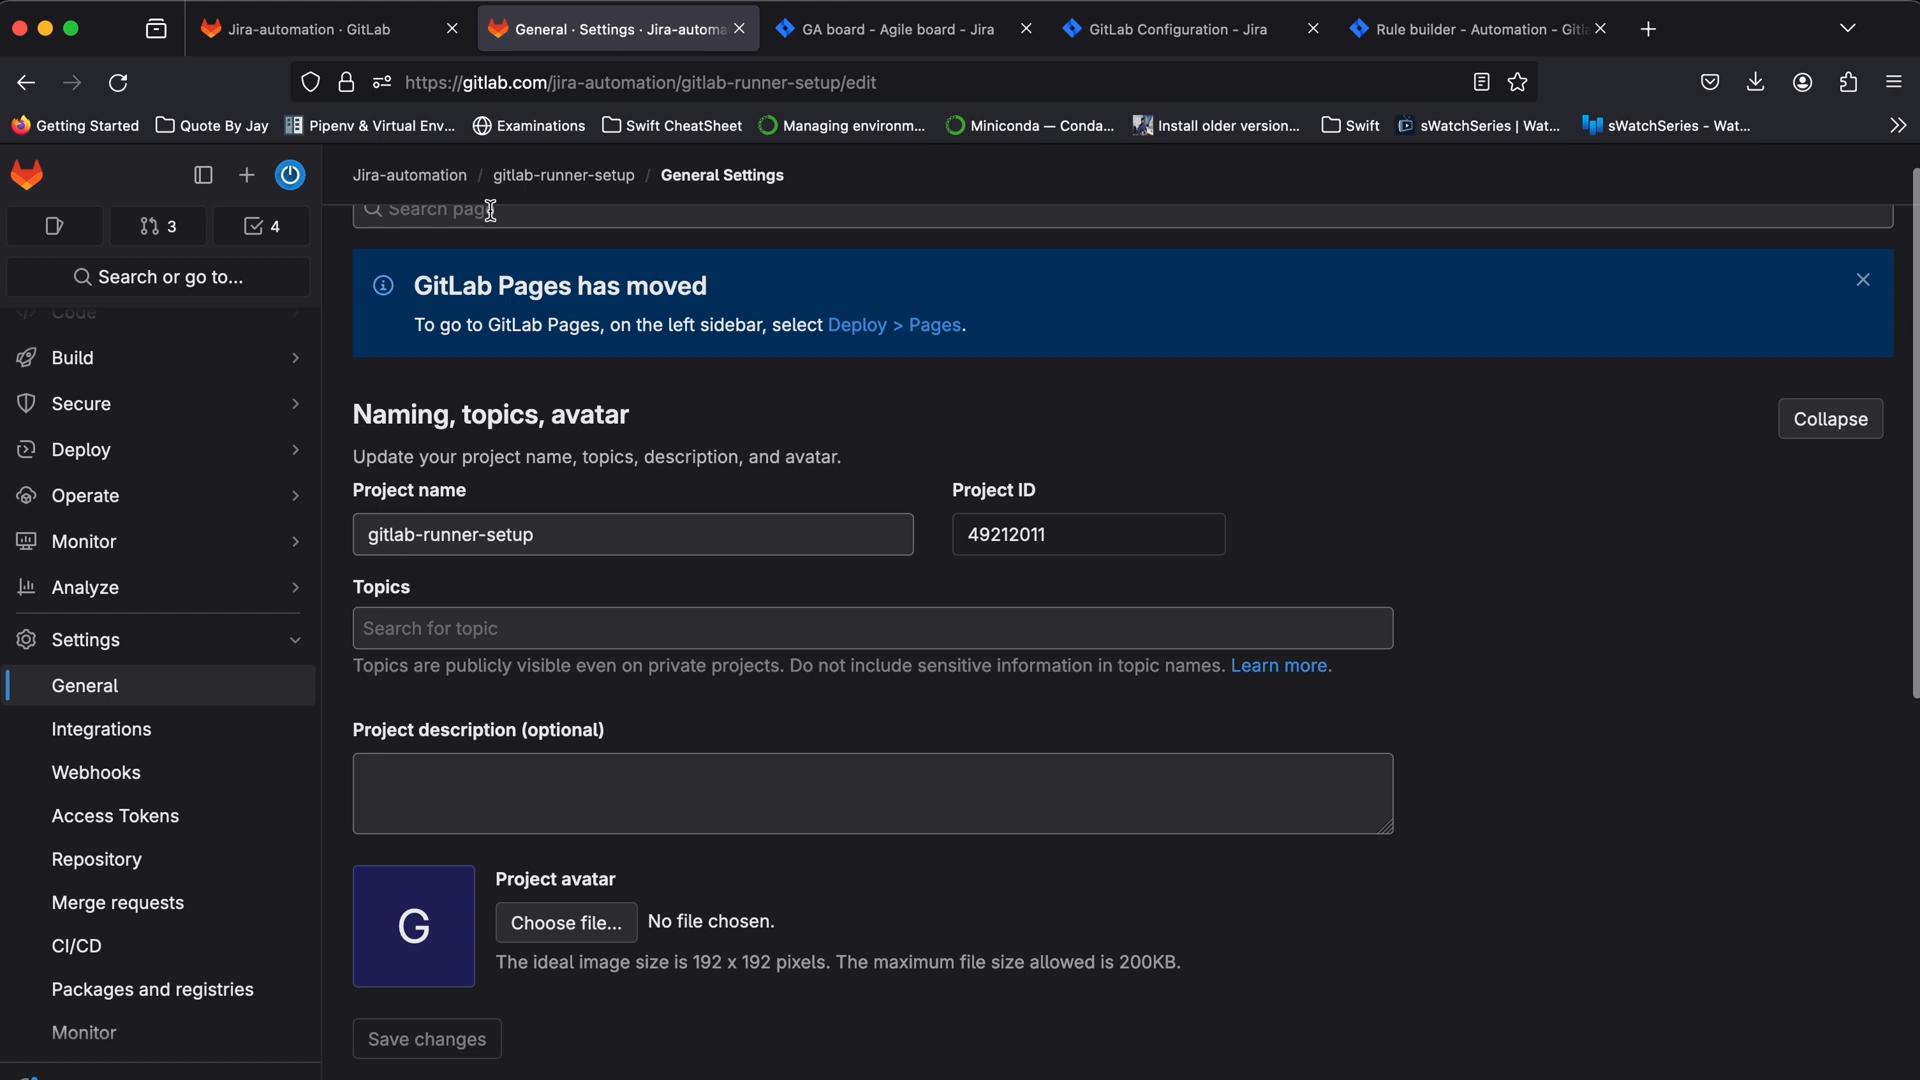 Jira-automation · GitLab
General · Settings · Jira-automa
GA board - Agile board - Jira
GitLab Configuration - Jira
Rule builder - Automation - Gitl
https://gitlab.com/jira-automation/gitlab-runner-setup/edit
Getting Started
Quote By Jay
Pipenv & Virtual Env...
Examinations
Swift CheatSheet
Managing environm...
Miniconda — Conda...
Install older version...
Swift
sWatchSeries | Wat...
sWatchSeries - Wat...
Jira-automation / gitlab-runner-setup / General Settings
3
4
Search page
Search or go to...
Code
Build
Secure
Deploy
Operate
Monitor
Analyze
Settings
General
Integrations
Webhooks
Access Tokens
Repository
Merge requests
CI/CD
Packages and registries
Monitor
GitLab Pages has moved
To go to GitLab Pages, on the left sidebar, select Deploy > Pages.
Naming, topics, avatar
Collapse
Update your project name, topics, description, and avatar.
Project name
Project ID
gitlab-runner-setup
49212011
Topics
Search for topic
Topics are publicly visible even on private projects. Do not include sensitive information in topic names. Learn more.
Project description (optional)
G
Project avatar
Choose file...
No file chosen.
The ideal image size is 192 x 192 pixels. The maximum file size allowed is 200KB.
Save changes